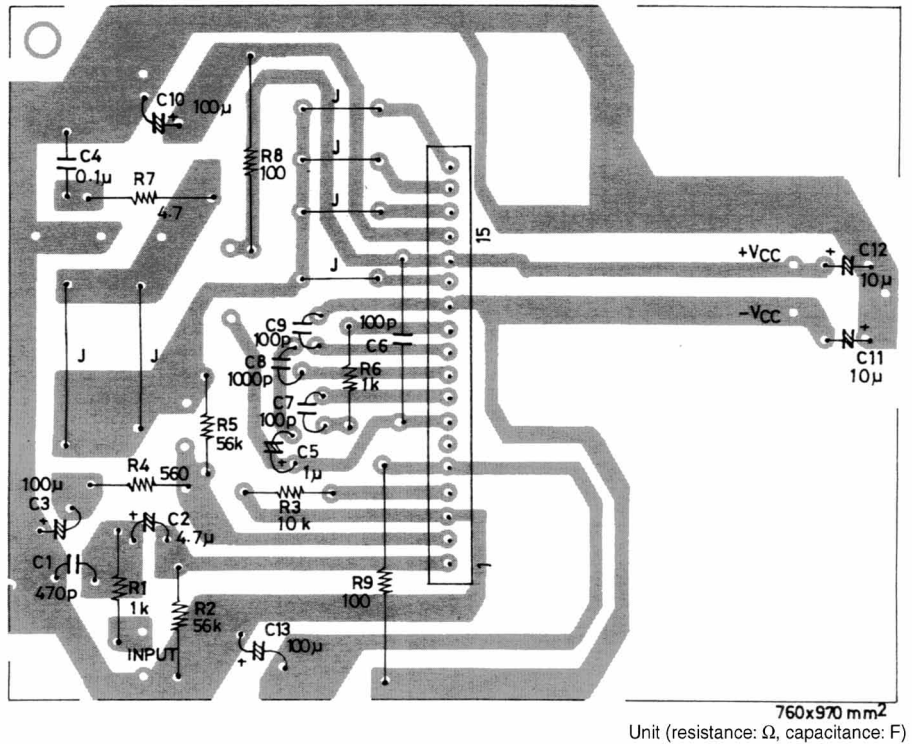 C10
100μ
J
C4
0.1μ
R8
100
J
R7
4.7
J
15
+VCC
+
C12
10μ
J
-VCC
C9
100p
100p
C6
+
C11
10μ
J
J
C8
1000p
R6
1k
C7
100p
R5
56k
C5
+
1μ
R4
560
100μ
C3
+
R3
10k
+
C2
4.7μ
C1
470p
R1
1k
R2
56k
R9
100
1
INPUT
C13
+
100μ
760x970 mm2
Unit (resistance: Ω, capacitance: F)